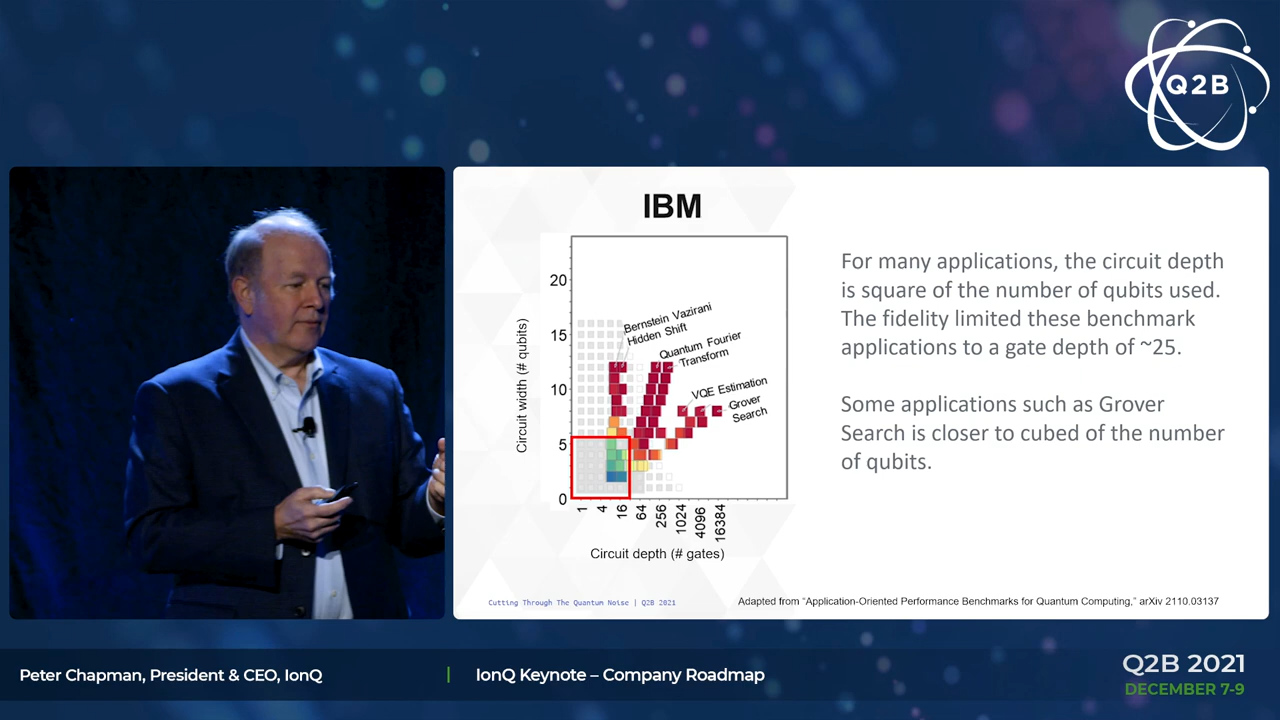 Q2B
IBM
Circuit width (# qubits)
20
15
10
5
0
Bernstein Vazirani
Hidden Shift
Quantum Fourier
Transform
VQE Estimation
Grover
Search
1
4
16
64
256
1024
4096
16384
Circuit depth (# gates)
For many applications, the circuit depth
is square of the number of qubits used.
The fidelity limited these benchmark
applications to a gate depth of ~25.
Some applications such as Grover
Search is closer to cubed of the number
of qubits.
Cutting Through The Quantum Noise | Q2B 2021
Adapted from "Application-Oriented Performance Benchmarks for Quantum Computing," arXiv 2110.03137
Peter Chapman, President & CEO, IonQ
IonQ Keynote – Company Roadmap
Q2B 2021
DECEMBER 7-9